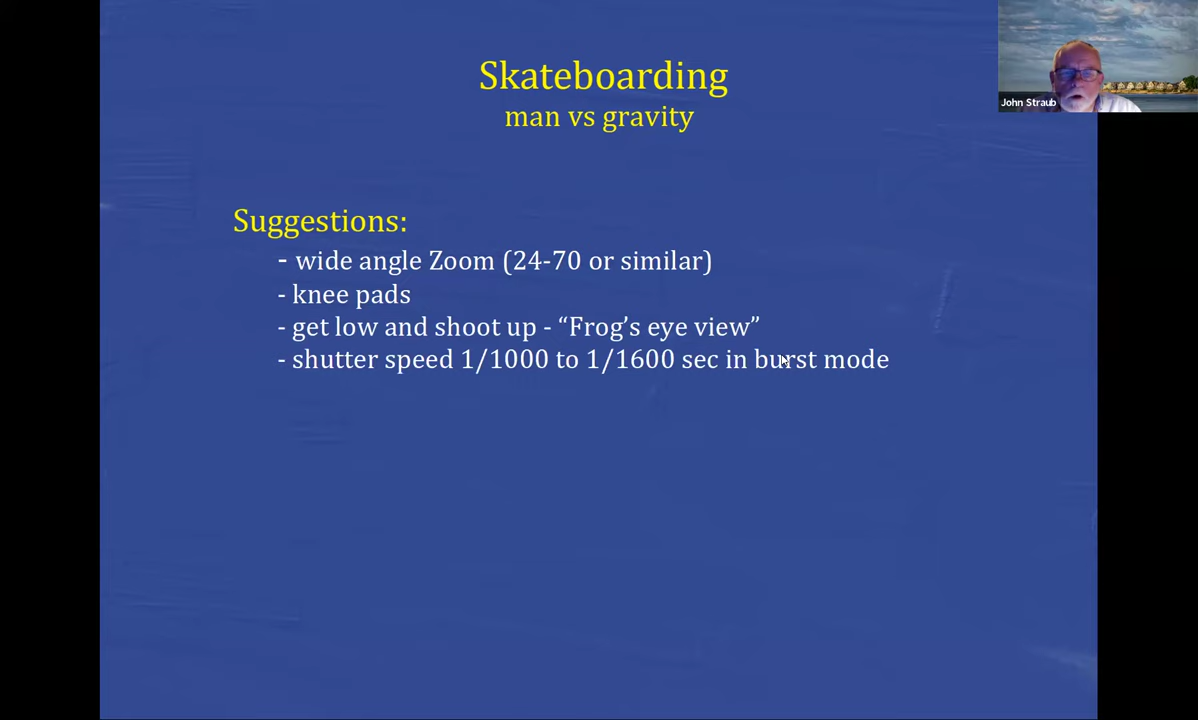 Skateboarding
man vs gravity
John Straub
Suggestions:
- wide angle Zoom (24-70 or similar)
- knee pads
- get low and shoot up - “Frog’s eye view”
- shutter speed 1/1000 to 1/1600 sec in burst mode